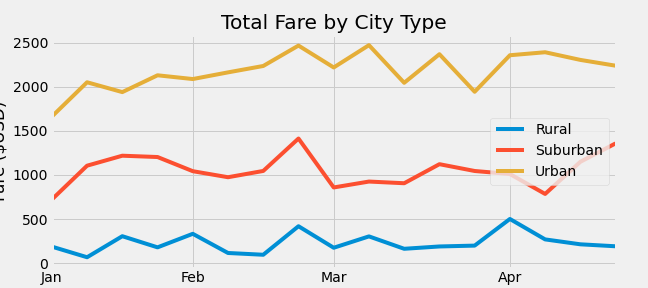 Total Fare by City Type
2500
2000
1500
1000
500
0
Fare ($USD)
Jan
Feb
Mar
Apr
Rural
Suburban
Urban